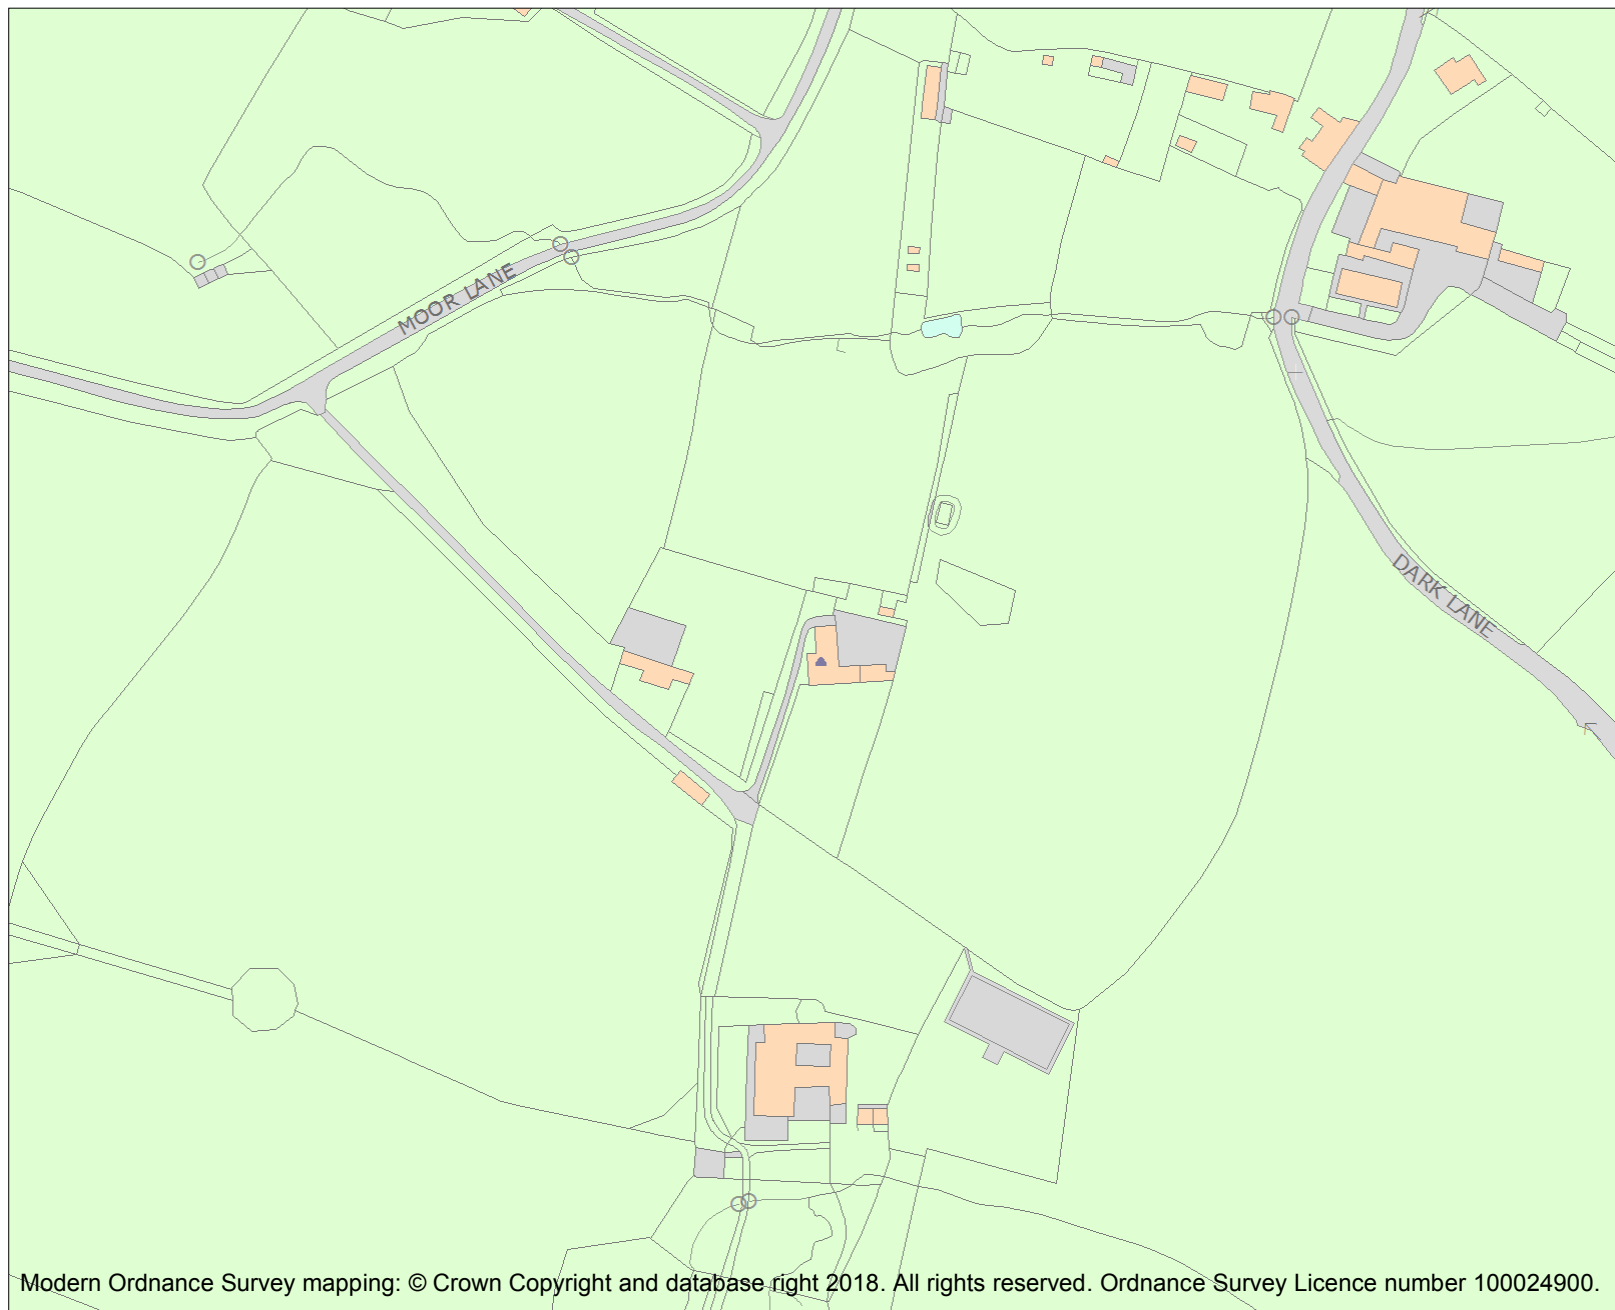 MOOR LANE
DARK LANE
Modern Ordnance Survey mapping: © Crown Copyright and database right 2018. All rights reserved. Ordnance Survey Licence number 100024900.